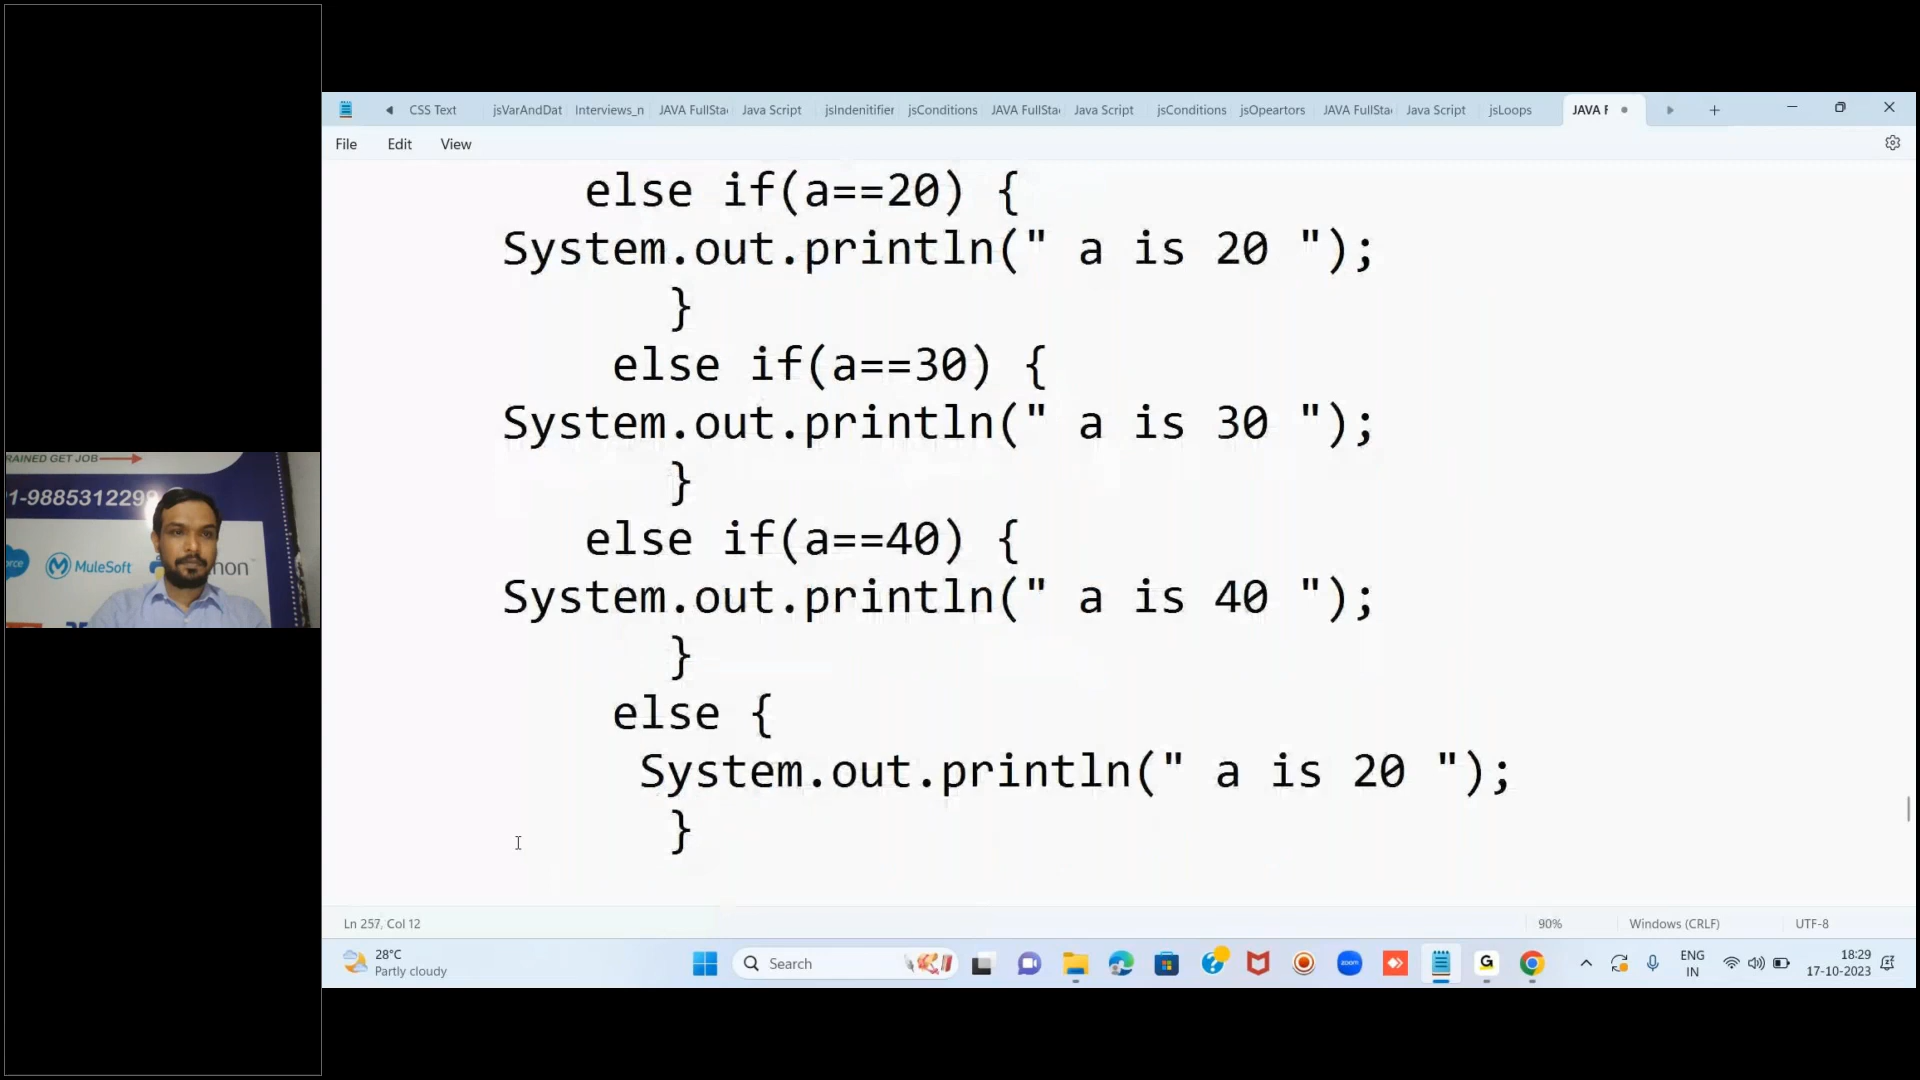 RAINED GET JOB
1-9885312299
MuleSoft
CSS Text
jsVarAndDat
Interviews_n
JAVA FullSta
Java Script
jsIndenitifier
jsConditions
JAVA FullSta
Java Script
jsConditions
jsOpeartors
JAVA FullSta
Java Script
jsLoops
JAVA F
File Edit View
else if(a==20) {
System.out.println(" a is 20 ");
}
else if(a==30) {
System.out.println(" a is 30 ");
}
else if(a==40) {
System.out.println(" a is 40 ");
}
else {
System.out.println(" a is 20 ");
}
Ln 257, Col 12
90%
Windows (CRLF)
UTF-8
28°C
Partly cloudy
Search
zoom
G
ENG
IN
18:29
17-10-2023